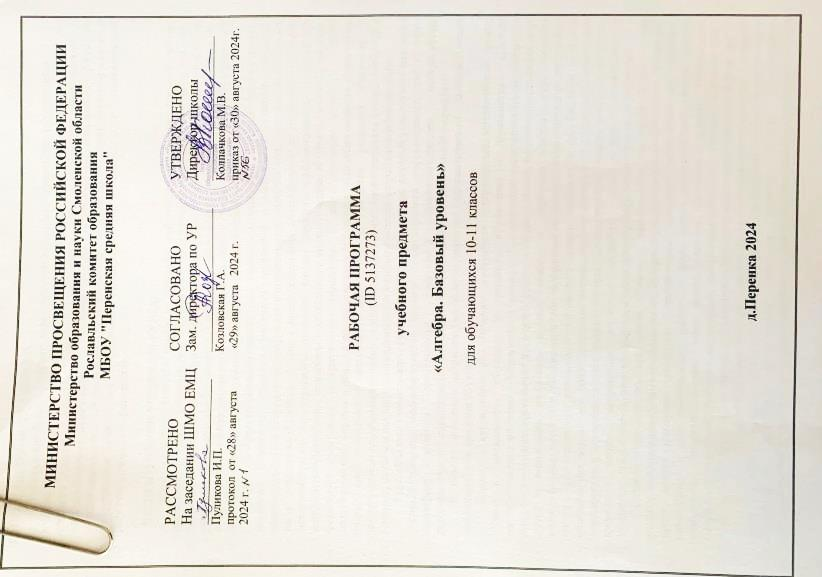 МИНИСТЕРСТВО ПРОСВЕЩЕНИЯ РОССИЙСКОЙ ФЕДЕРАЦИИ
Министерство образования и науки Смоленской области
Рославльский комитет образования
МБОУ "Перенская средняя школа"
РАССМОТРЕНО
На заседании ШМО ЕМЦ
Пуликова И.П.
протокол от «28» августа
2024 г. №1
СОГЛАСОВАНО
Зам. директора по УР
Козловская Г.А.
«29» августа 2024 г.
УТВЕРЖДЕНО
Директор школы
Колпачкова М.В.
приказ от «30» августа 2024г.
РАБОЧАЯ ПРОГРАММА
(ID 5137273)
учебного предмета
«Алгебра. Базовый уровень»
для обучающихся 10-11 классов
д.Перенка 2024